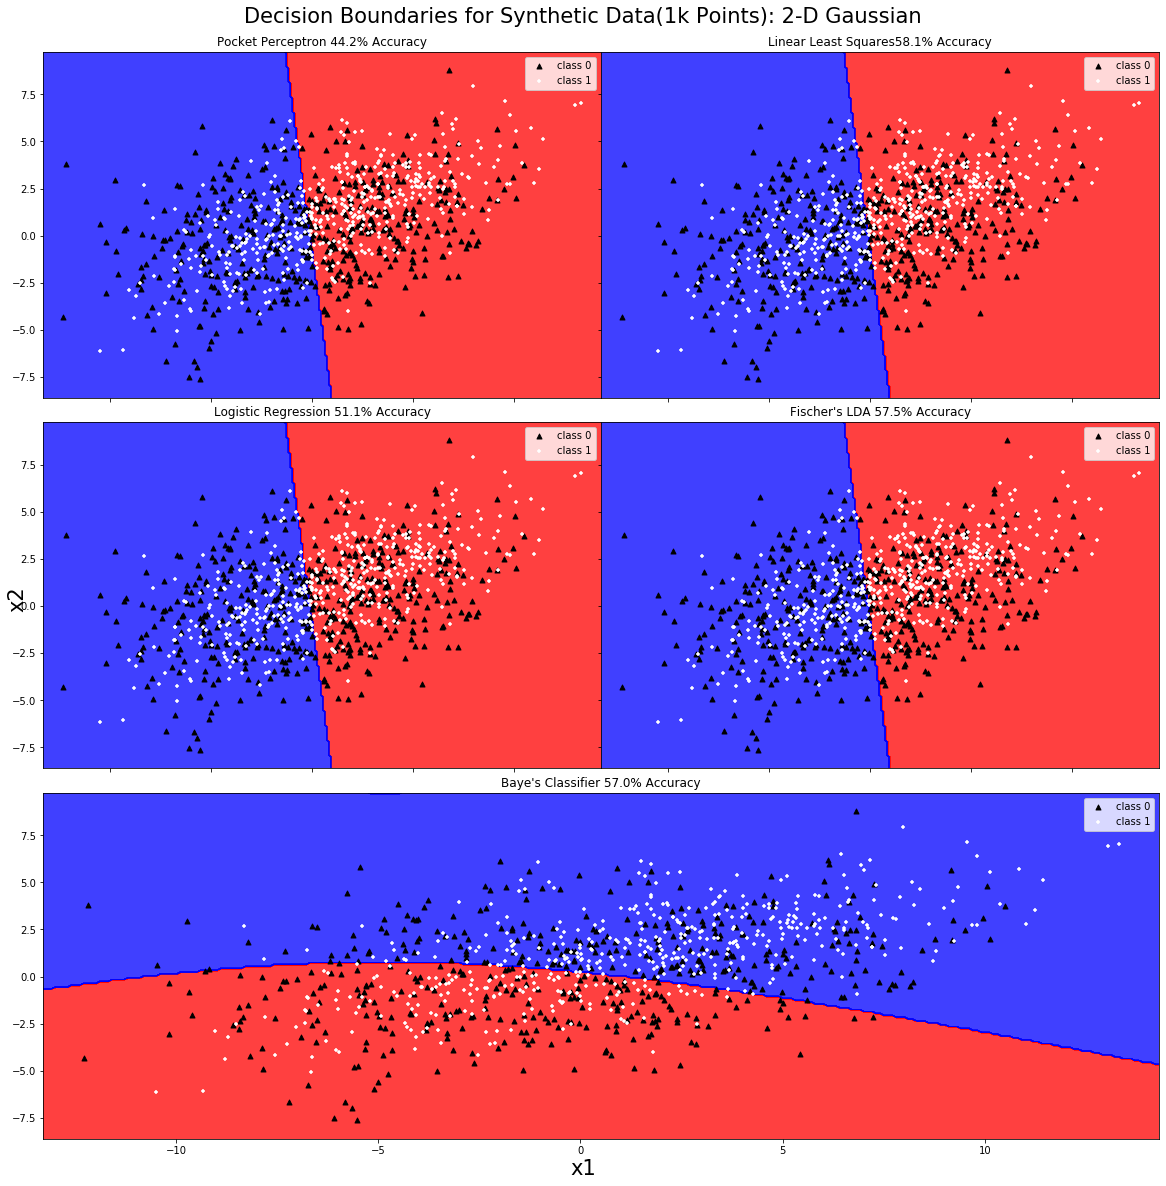 Decision Boundaries for Synthetic Data(1k Points): 2-D Gaussian
Pocket Perceptron 44.2% Accuracy
class 0
class 1
7.5
5.0
2.5
0.0
−2.5
−5.0
−7.5
Linear Least Squares58.1% Accuracy
class 0
class 1
Logistic Regression 51.1% Accuracy
class 0
class 1
7.5
5.0
2.5
0.0
−2.5
−5.0
−7.5
x2
Fischer's LDA 57.5% Accuracy
class 0
class 1
Baye's Classifier 57.0% Accuracy
class 0
class 1
7.5
5.0
2.5
0.0
−2.5
−5.0
−7.5
−10 −5 0 5 10
x1